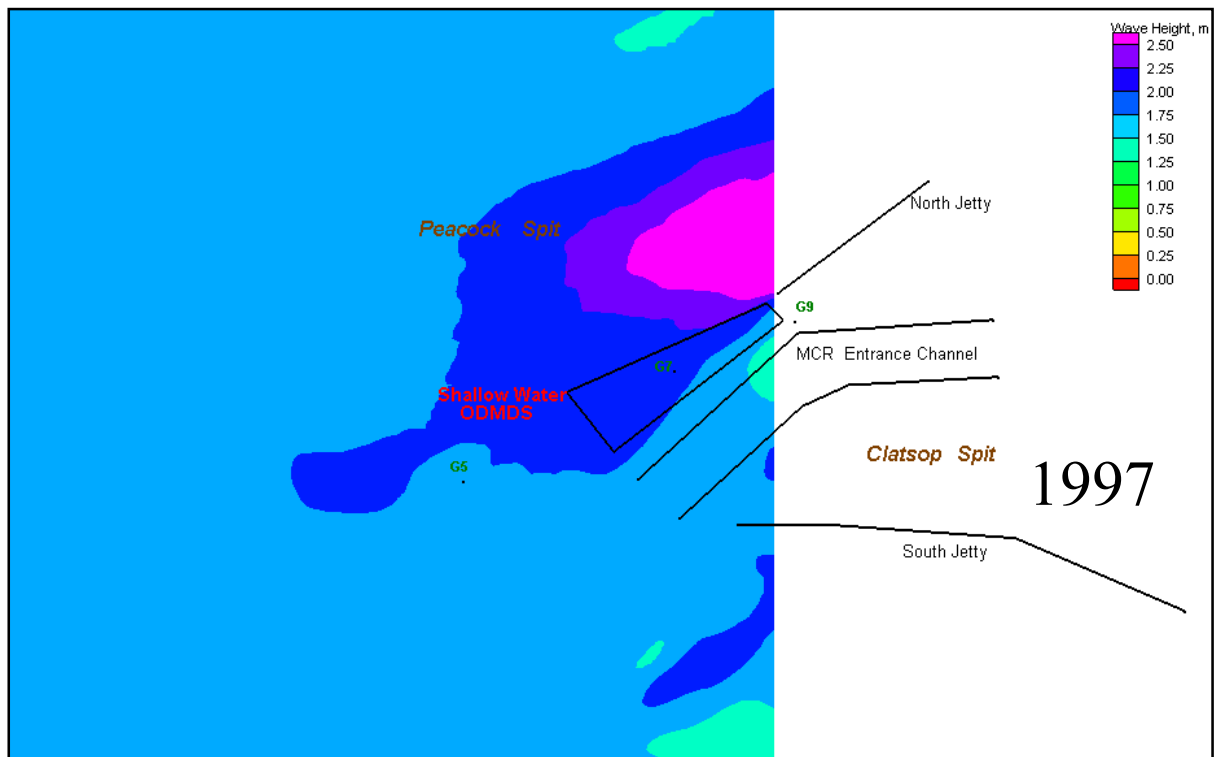 Wave Height, m
2.50
2.25
2.00
1.75
1.50
1.25
1.00
0.75
0.50
0.25
0.00
North Jetty
Peacock Spit
G9
MCR Entrance Channel
G7
Shallow Water
ODMDS
Clatsop Spit
G5
1997
South Jetty